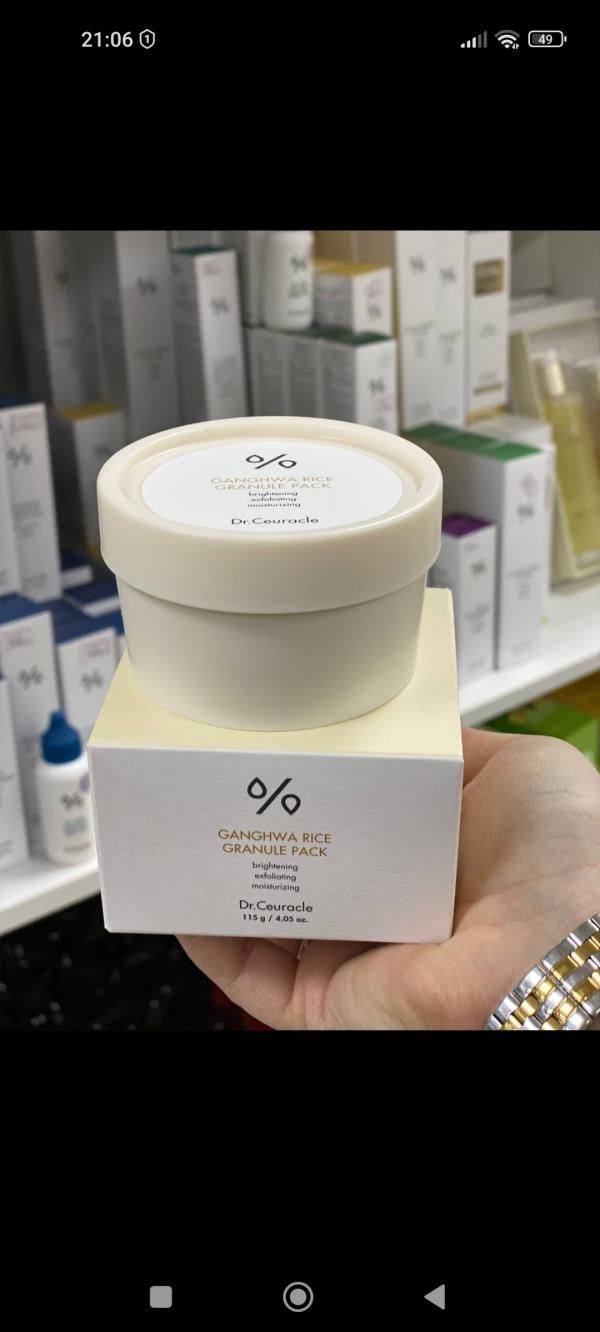 21:06
49
GANGHWA RICE
GRANULE PACK
brightening
exfoliating
moisturizing
Dr.Ceuracle
GANGHWA RICE
GRANULE PACK
brightening
exfoliating
moisturizing
Dr.Ceuracle
115 g / 4.05 oz.